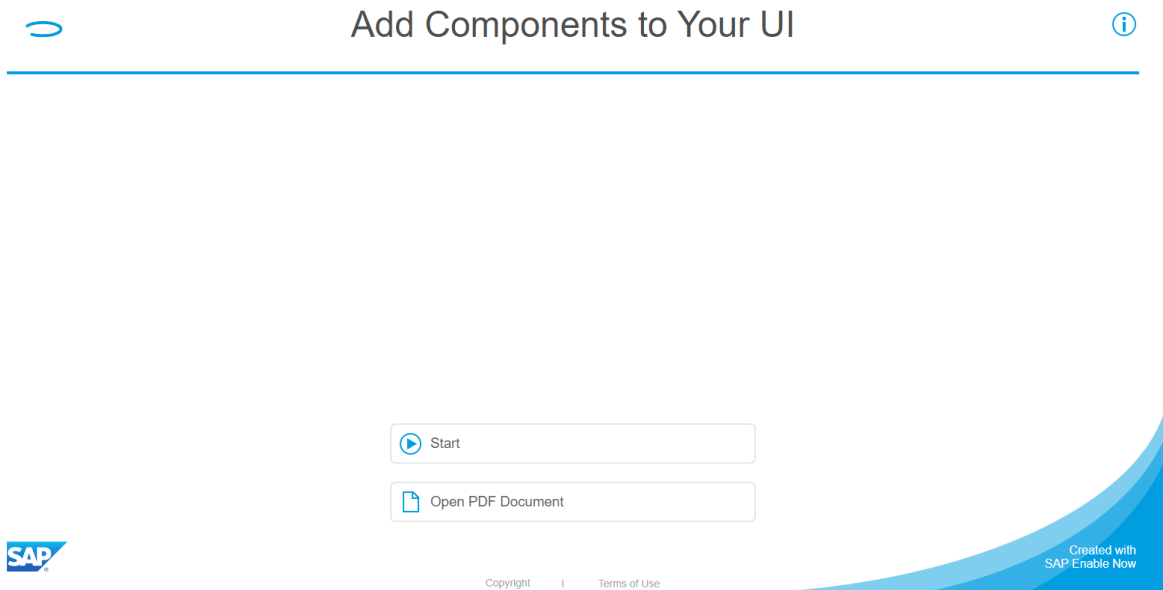 Add Components to Your UI
i
Start
Open PDF Document
SAP
®
Created with
SAP Enable Now
Copyright | Terms of Use